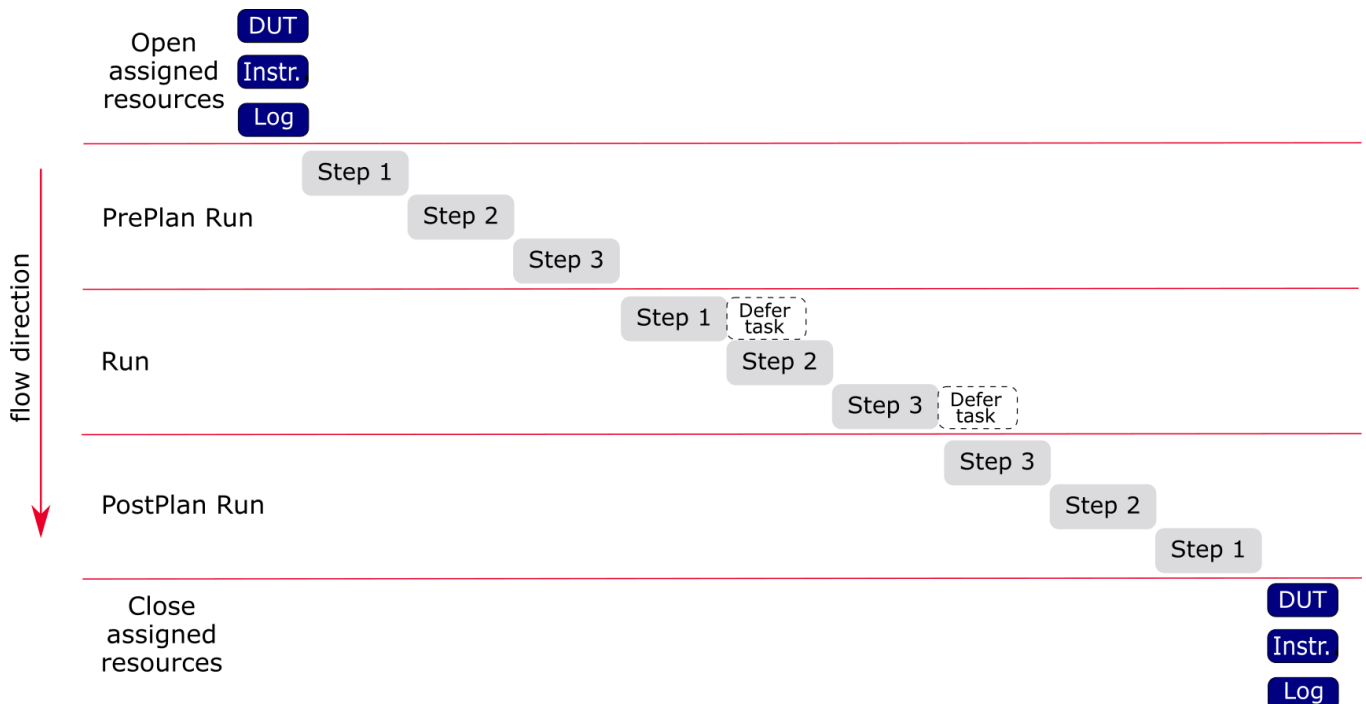 DUT
Open
assigned
resources
Instr.
Log
Step 1
PrePlan Run
Step 2
Step 3
flow direction
Run
Step 1
Defer
task
Step 2
Step 3
Defer
task
PostPlan Run
Step 3
Step 2
Step 1
Close
assigned
resources
DUT
Instr.
Log